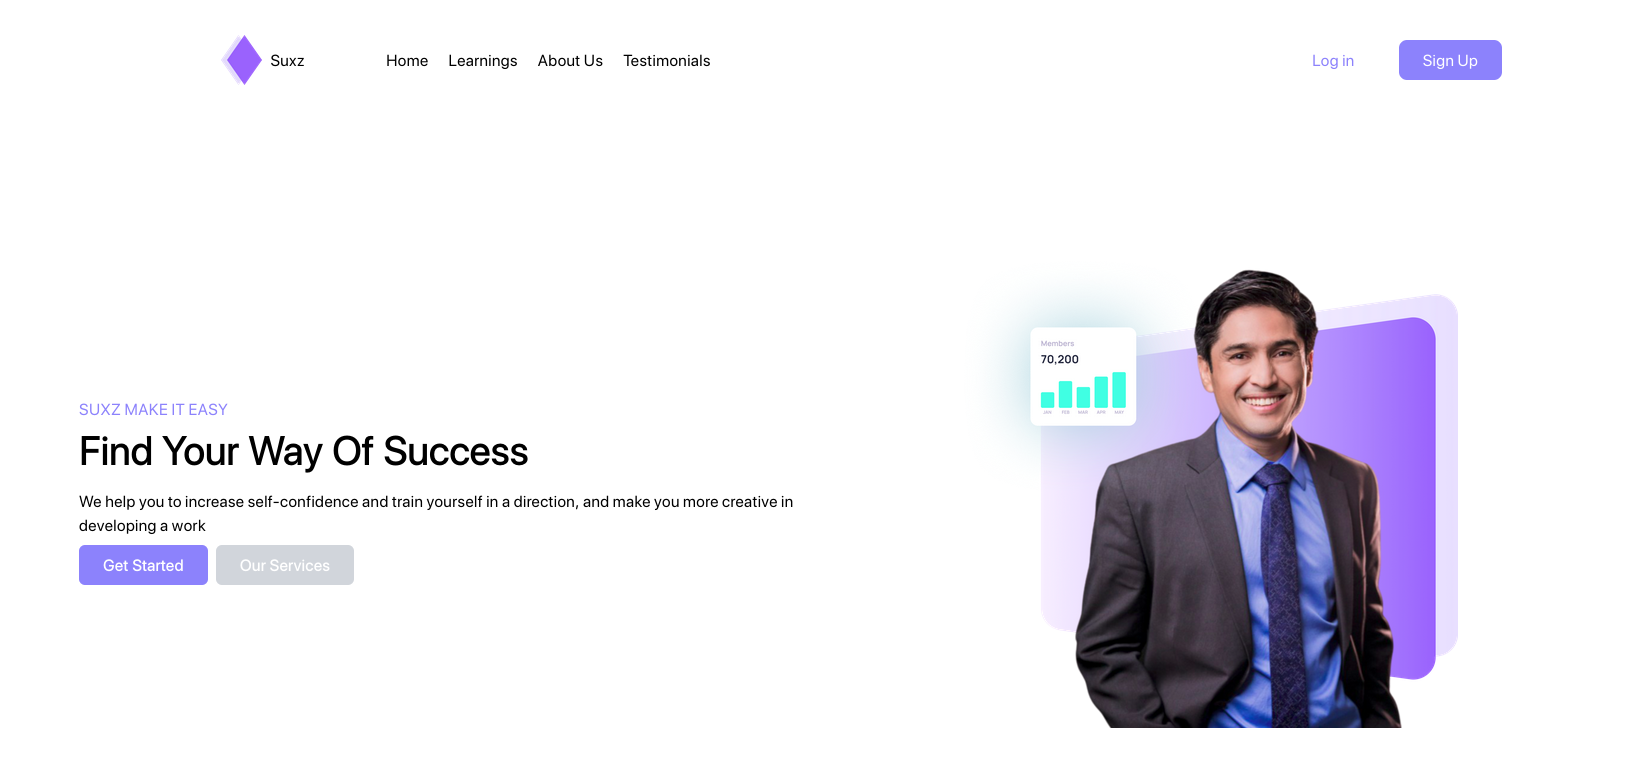 Suxz
Home Learnings About Us Testimonials
Log in
Sign Up
SUXZ MAKE IT EASY
Find Your Way Of Success
We help you to increase self-confidence and train yourself in a direction, and make you more creative in
developing a work
Get Started
Our Services
Members
70,200
JAN FEB MAR APR MAY